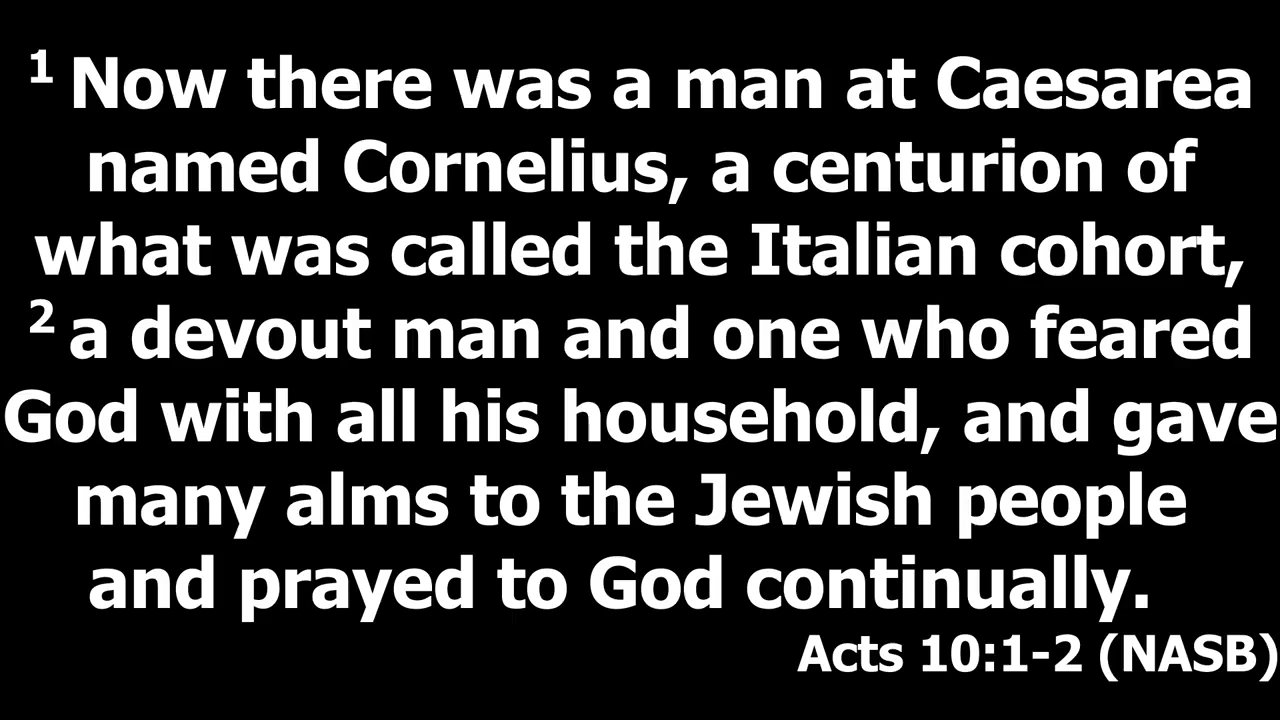 1 Now there was a man at Caesarea
named Cornelius, a centurion of
what was called the Italian cohort,
2 a devout man and one who feared
God with all his household, and gave
many alms to the Jewish people
and prayed to God continually.
Acts 10:1-2 (NASB)